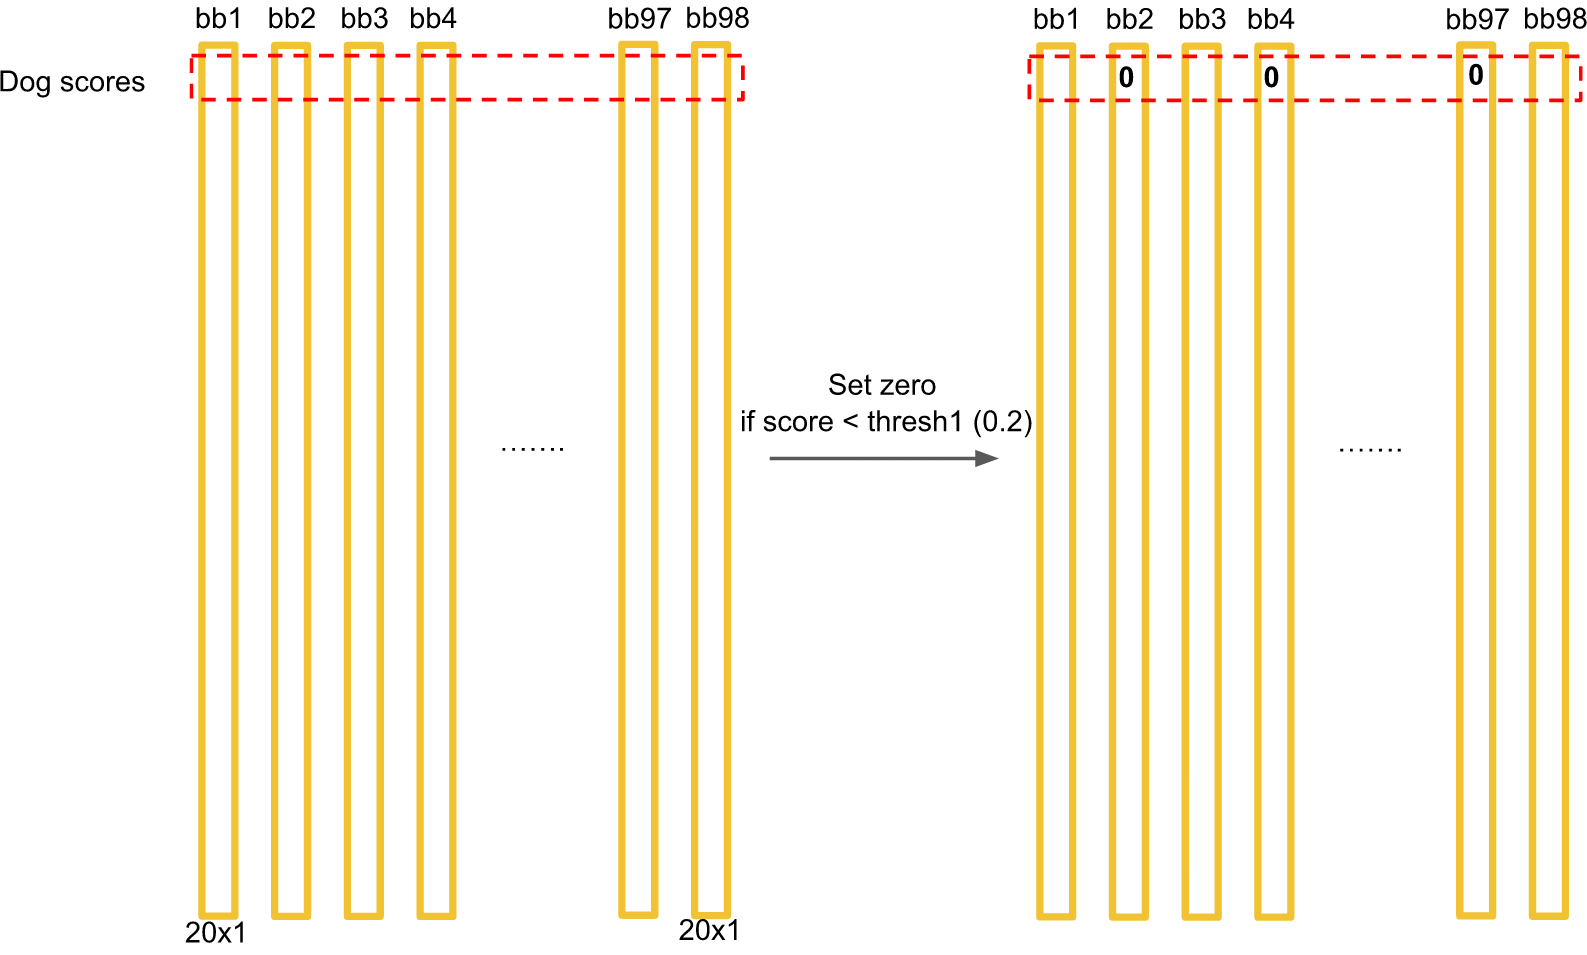 bb1 bb2 bb3 bb4 bb97 bb98 bb1 bb2 bb3 bb4 bb97 bb98
Dog scores 0 0 0
Set zero
if score < thresh1 (0.2)
....... .......
20x1 20x1